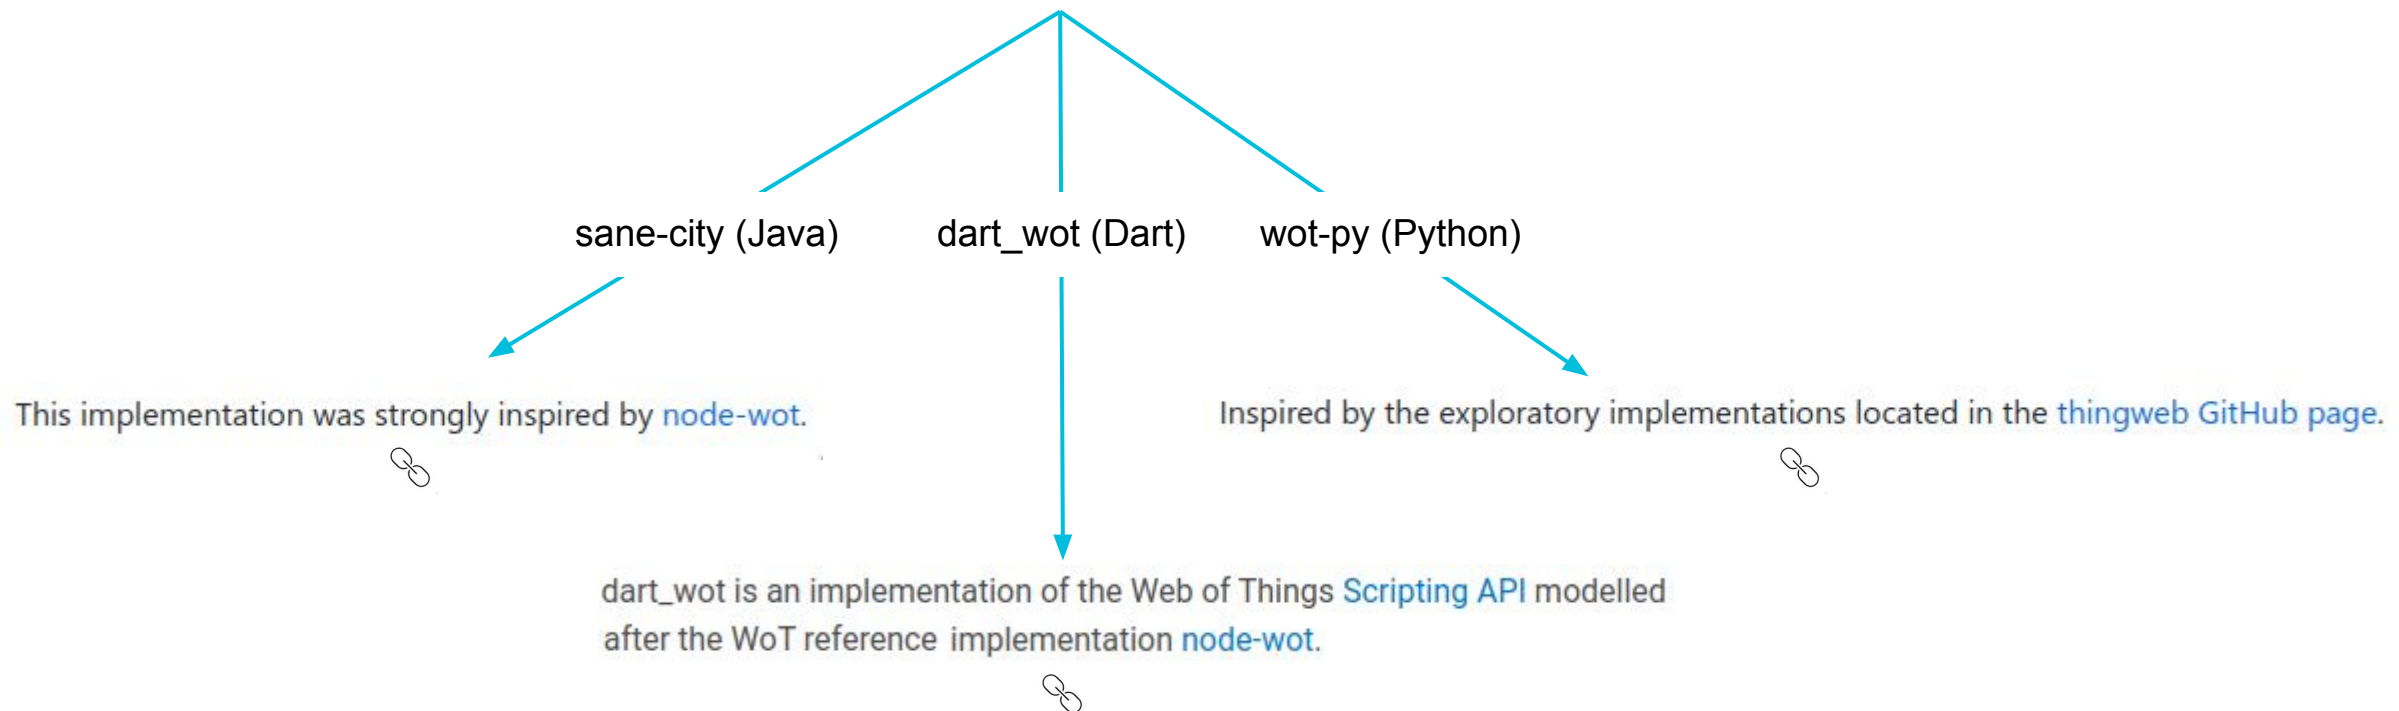 sane-city (Java)
dart_wot (Dart)
wot-py (Python)
This implementation was strongly inspired by node-wot.
Inspired by the exploratory implementations located in the thingweb GitHub page.
dart_wot is an implementation of the Web of Things Scripting API modelled
after the WoT reference implementation node-wot.